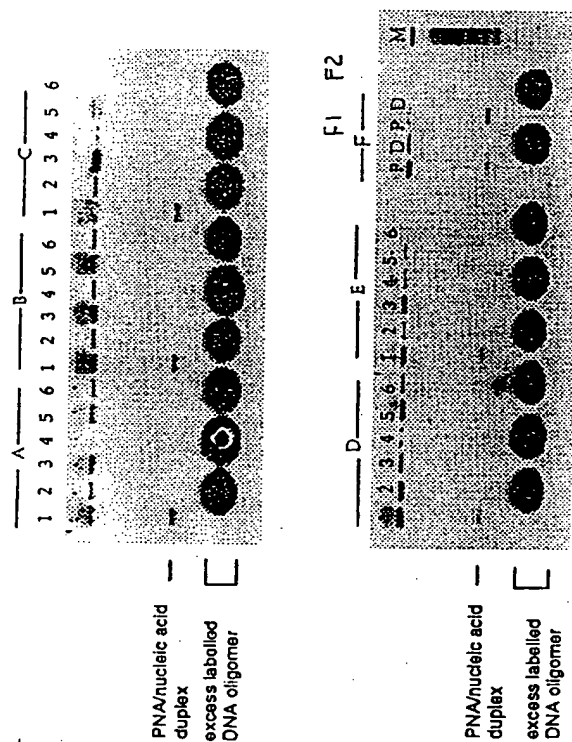 A B C
1 2 3 4 5 6 1 2 3 4 5 6 1 2 3 4 5 6
PNA/nucleic acid
duplex
excess labelled
DNA oligomer
F1 F2
D E F
1 2 3 4 5 6 1 2 3 4 5 6 P D P D M
PNA/nucleic acid
duplex
excess labelled
DNA oligomer